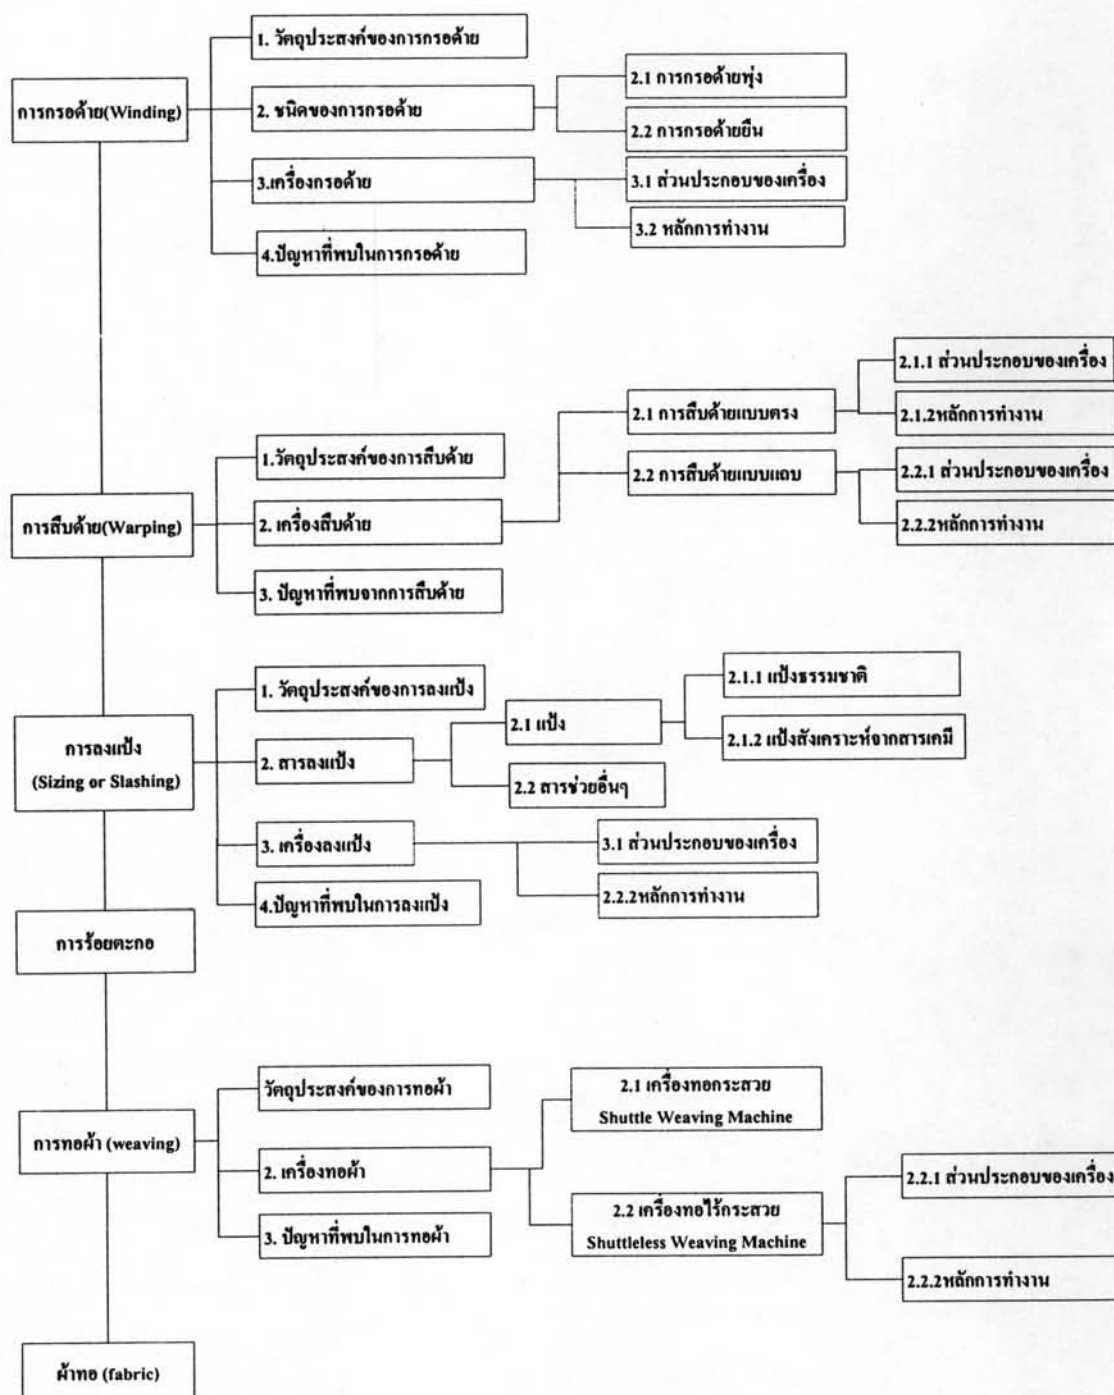 1. วัตถุประสงค์ของการกรอด้าย
การกรอด้าย(Winding)
2. ชนิดของการกรอด้าย
2.1 การกรอด้ายพุ่ง
2.2 การกรอด้ายยืน
3.เครื่องกรอด้าย
3.1 ส่วนประกอบของเครื่อง
3.2 หลักการทำงาน
4.ปัญหาที่พบในการกรอด้าย
การสืบด้าย(Warping)
1.วัตถุประสงค์ของการสืบด้าย
2. เครื่องสืบด้าย
2.1 การสืบด้ายแบบตรง
2.1.1 ส่วนประกอบของเครื่อง
2.1.2หลักการทำงาน
2.2 การสืบด้ายแบบแถบ
2.2.1 ส่วนประกอบของเครื่อง
2.2.2หลักการทำงาน
3. ปัญหาที่พบจากการสืบด้าย
การลงแป้ง
(Sizing or Slashing)
1. วัตถุประสงค์ของการลงแป้ง
2. สารลงแป้ง
2.1 แป้ง
2.1.1 แป้งธรรมชาติ
2.1.2 แป้งสังเคราะห์จากสารเคมี
2.2 สารช่วยอื่นๆ
3. เครื่องลงแป้ง
3.1 ส่วนประกอบของเครื่อง
2.2.2หลักการทำงาน
4.ปัญหาที่พบในการลงแป้ง
การร้อยตะกอ
การทอผ้า (weaving)
วัตถุประสงค์ของการทอผ้า
2. เครื่องทอผ้า
2.1 เครื่องทอกระสวย
Shuttle Weaving Machine
2.2 เครื่องทอไร้กระสวย
Shuttleless Weaving Machine
2.2.1 ส่วนประกอบของเครื่อง
2.2.2หลักการทำงาน
3. ปัญหาที่พบในการทอผ้า
ผ้าทอ (fabric)